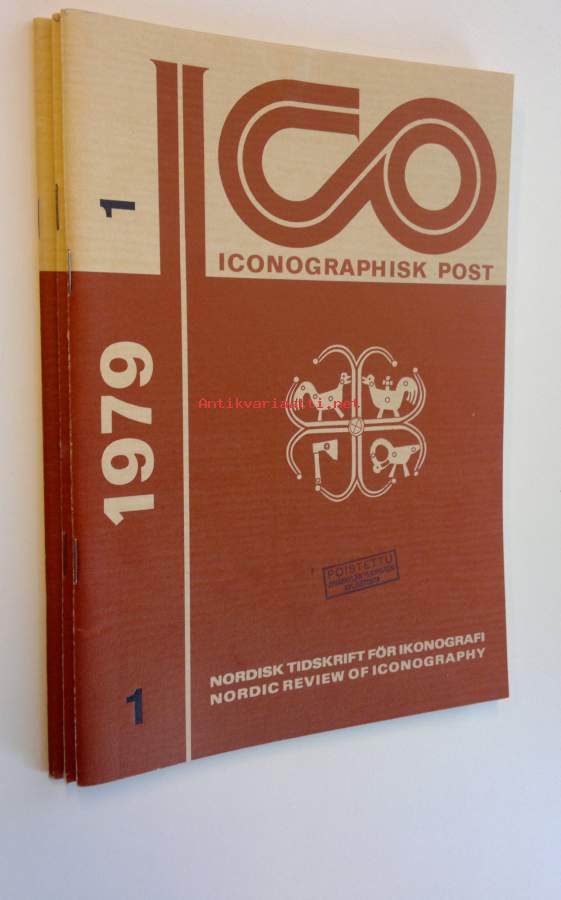 ICO
ICONOGRAPHISK POST
1
1979
1
Antikvariaatti.net
POISTETTU
NORDISK TIDSKRIFT FÖR IKONOGRAFI
NORDIC REVIEW OF ICONOGRAPHY